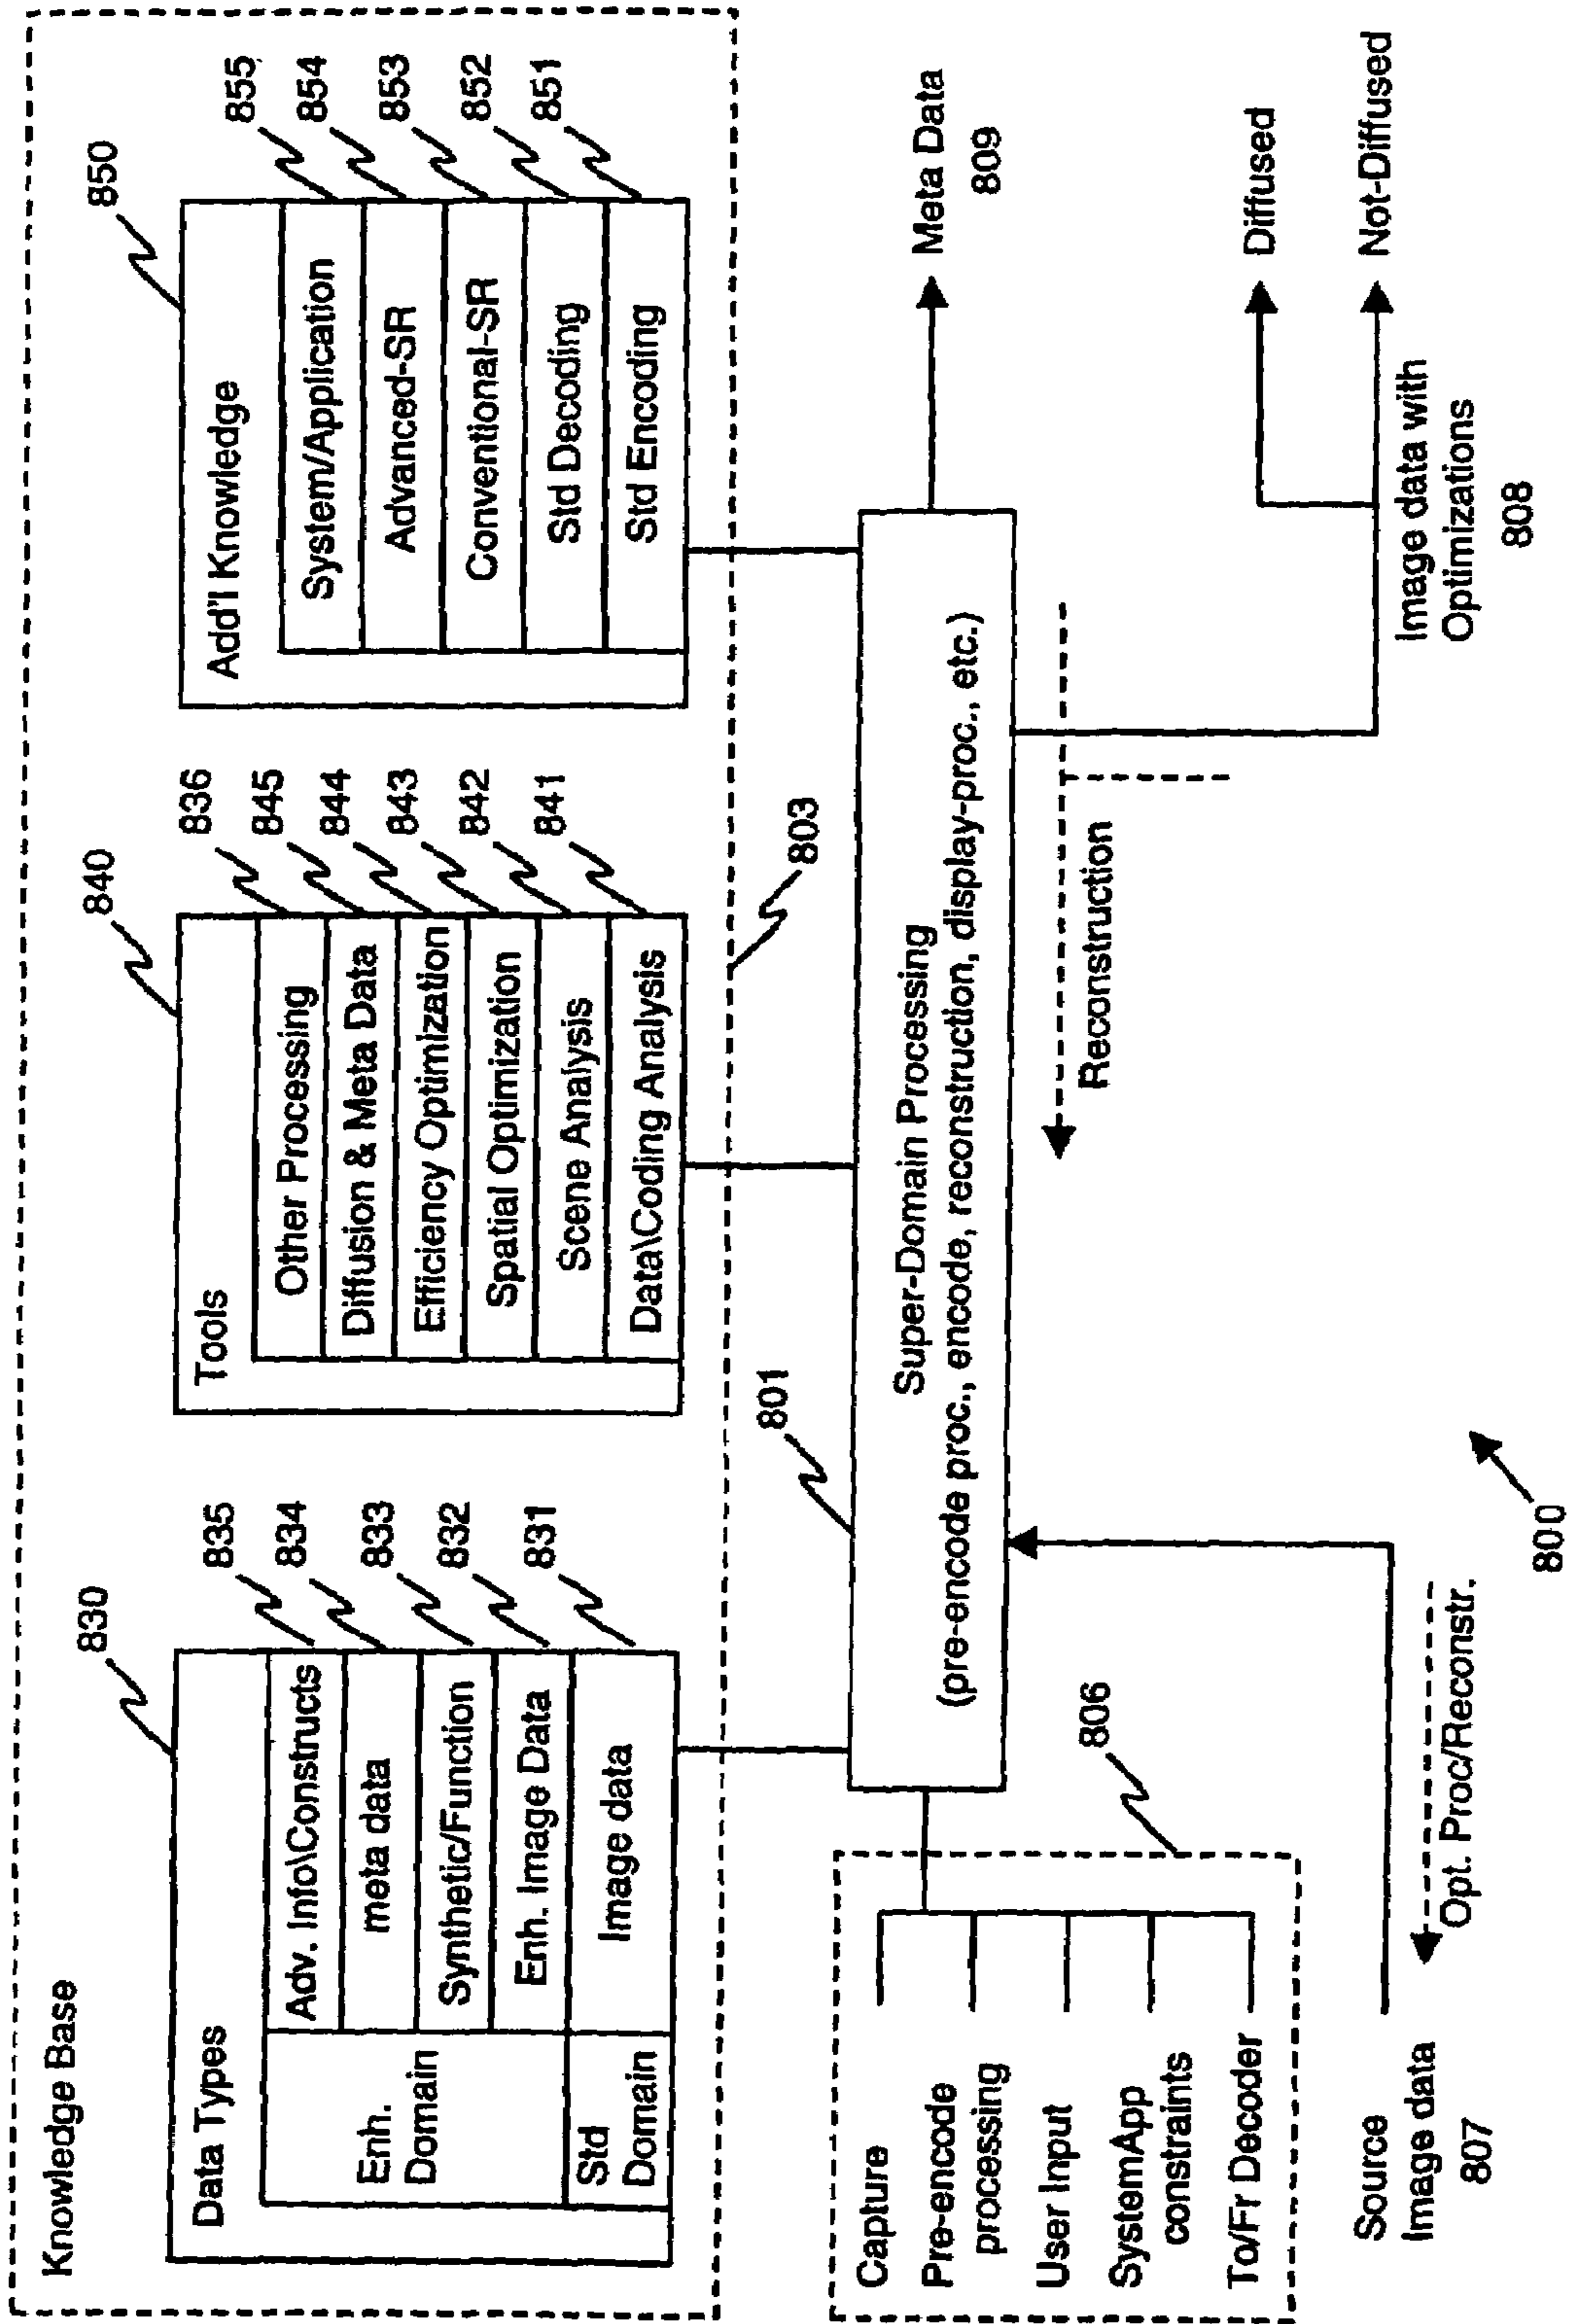 Knowledge Base
830
Data Types
Enh.
Domain
Std
Domain
Adv. Info\Constructs
meta data
Synthetic/Function
Enh. Image Data
Image data
835
834
833
832
831
840
Tools
Other Processing
Diffusion & Meta Data
Efficiency Optimization
Spatial Optimization
Scene Analysis
Data\Coding Analysis
836
845
844
843
842
841
850
Add'l Knowledge
System/Application
Advanced-SR
Conventional-SR
Std Decoding
Std Encoding
855
854
853
852
851
803
801
Super-Domain Processing
(pre-encode proc., encode, reconstruction, display-proc., etc.)
806
Capture
Pre-encode
processing
User Input
SystemApp
constraints
To/Fr Decoder
Source
Image data
807
Opt. Proc/Reconstr.
800
Reconstruction
Meta Data
809
Diffused
Not-Diffused
Image data with
Optimizations
808